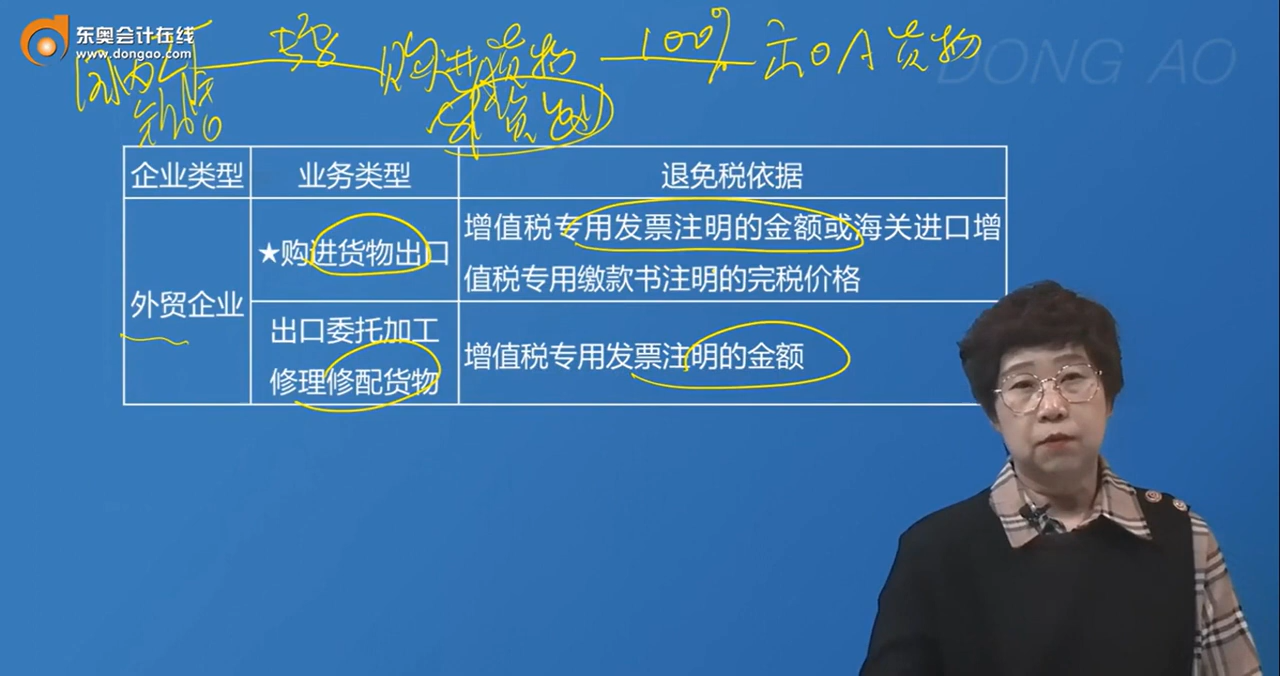 东奥会计在线
www.dongao.com
DONG AO
购进货物 100% 出口A货物
企业类型 业务类型 退免税依据
外贸企业
★购进货物出口
增值税专用发票注明的金额或海关进口增
值税专用缴款书注明的完税价格
出口委托加工
修理修配货物
增值税专用发票注明的金额